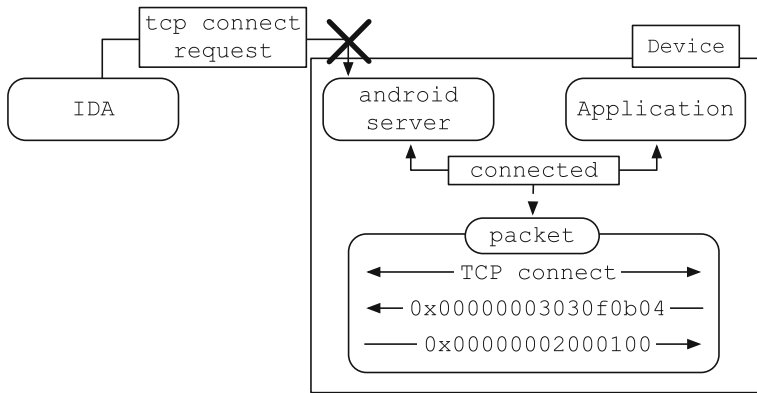 tcp connect
request
Device
IDA
android
server
Application
connected
packet
TCP connect
0x00000003030f0b04
0x00000002000100